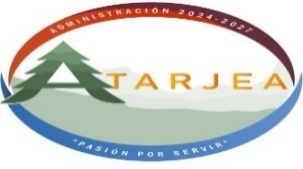 ADMINISTRACIÓN 2024-2027
ATARJEA
"PASIÓN POR SERVIR"